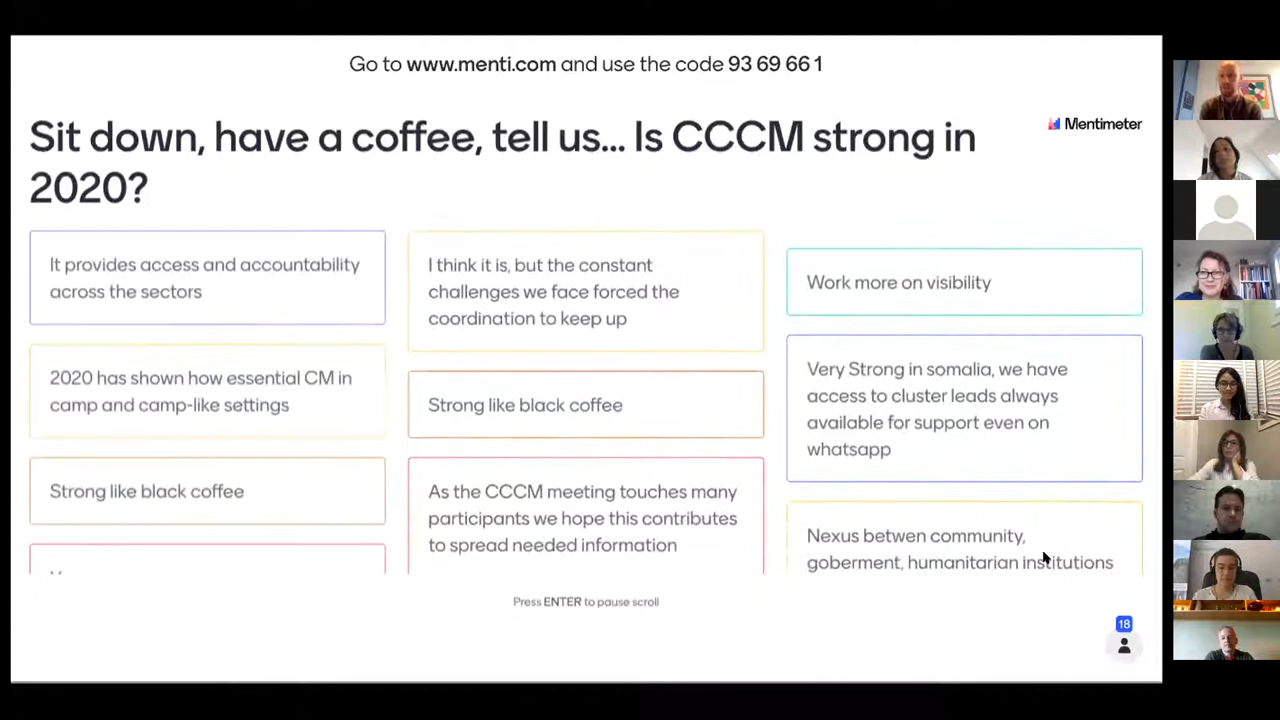 Go to www.menti.com and use the code 93 69 66 1
Sit down, have a coffee, tell us... Is CCCM strong in
2020?
Mentimeter
It provides access and accountability
across the sectors
2020 has shown how essential CM in
camp and camp-like settings
Strong like black coffee
I think it is, but the constant
challenges we face forced the
coordination to keep up
Strong like black coffee
As the CCCM meeting touches many
participants we hope this contributes
to spread needed information
Work more on visibility
Very Strong in somalia, we have
access to cluster leads always
available for support even on
whatsapp
Nexus betwen community,
goberment, humanitarian institutions
Press ENTER to pause scroll
18